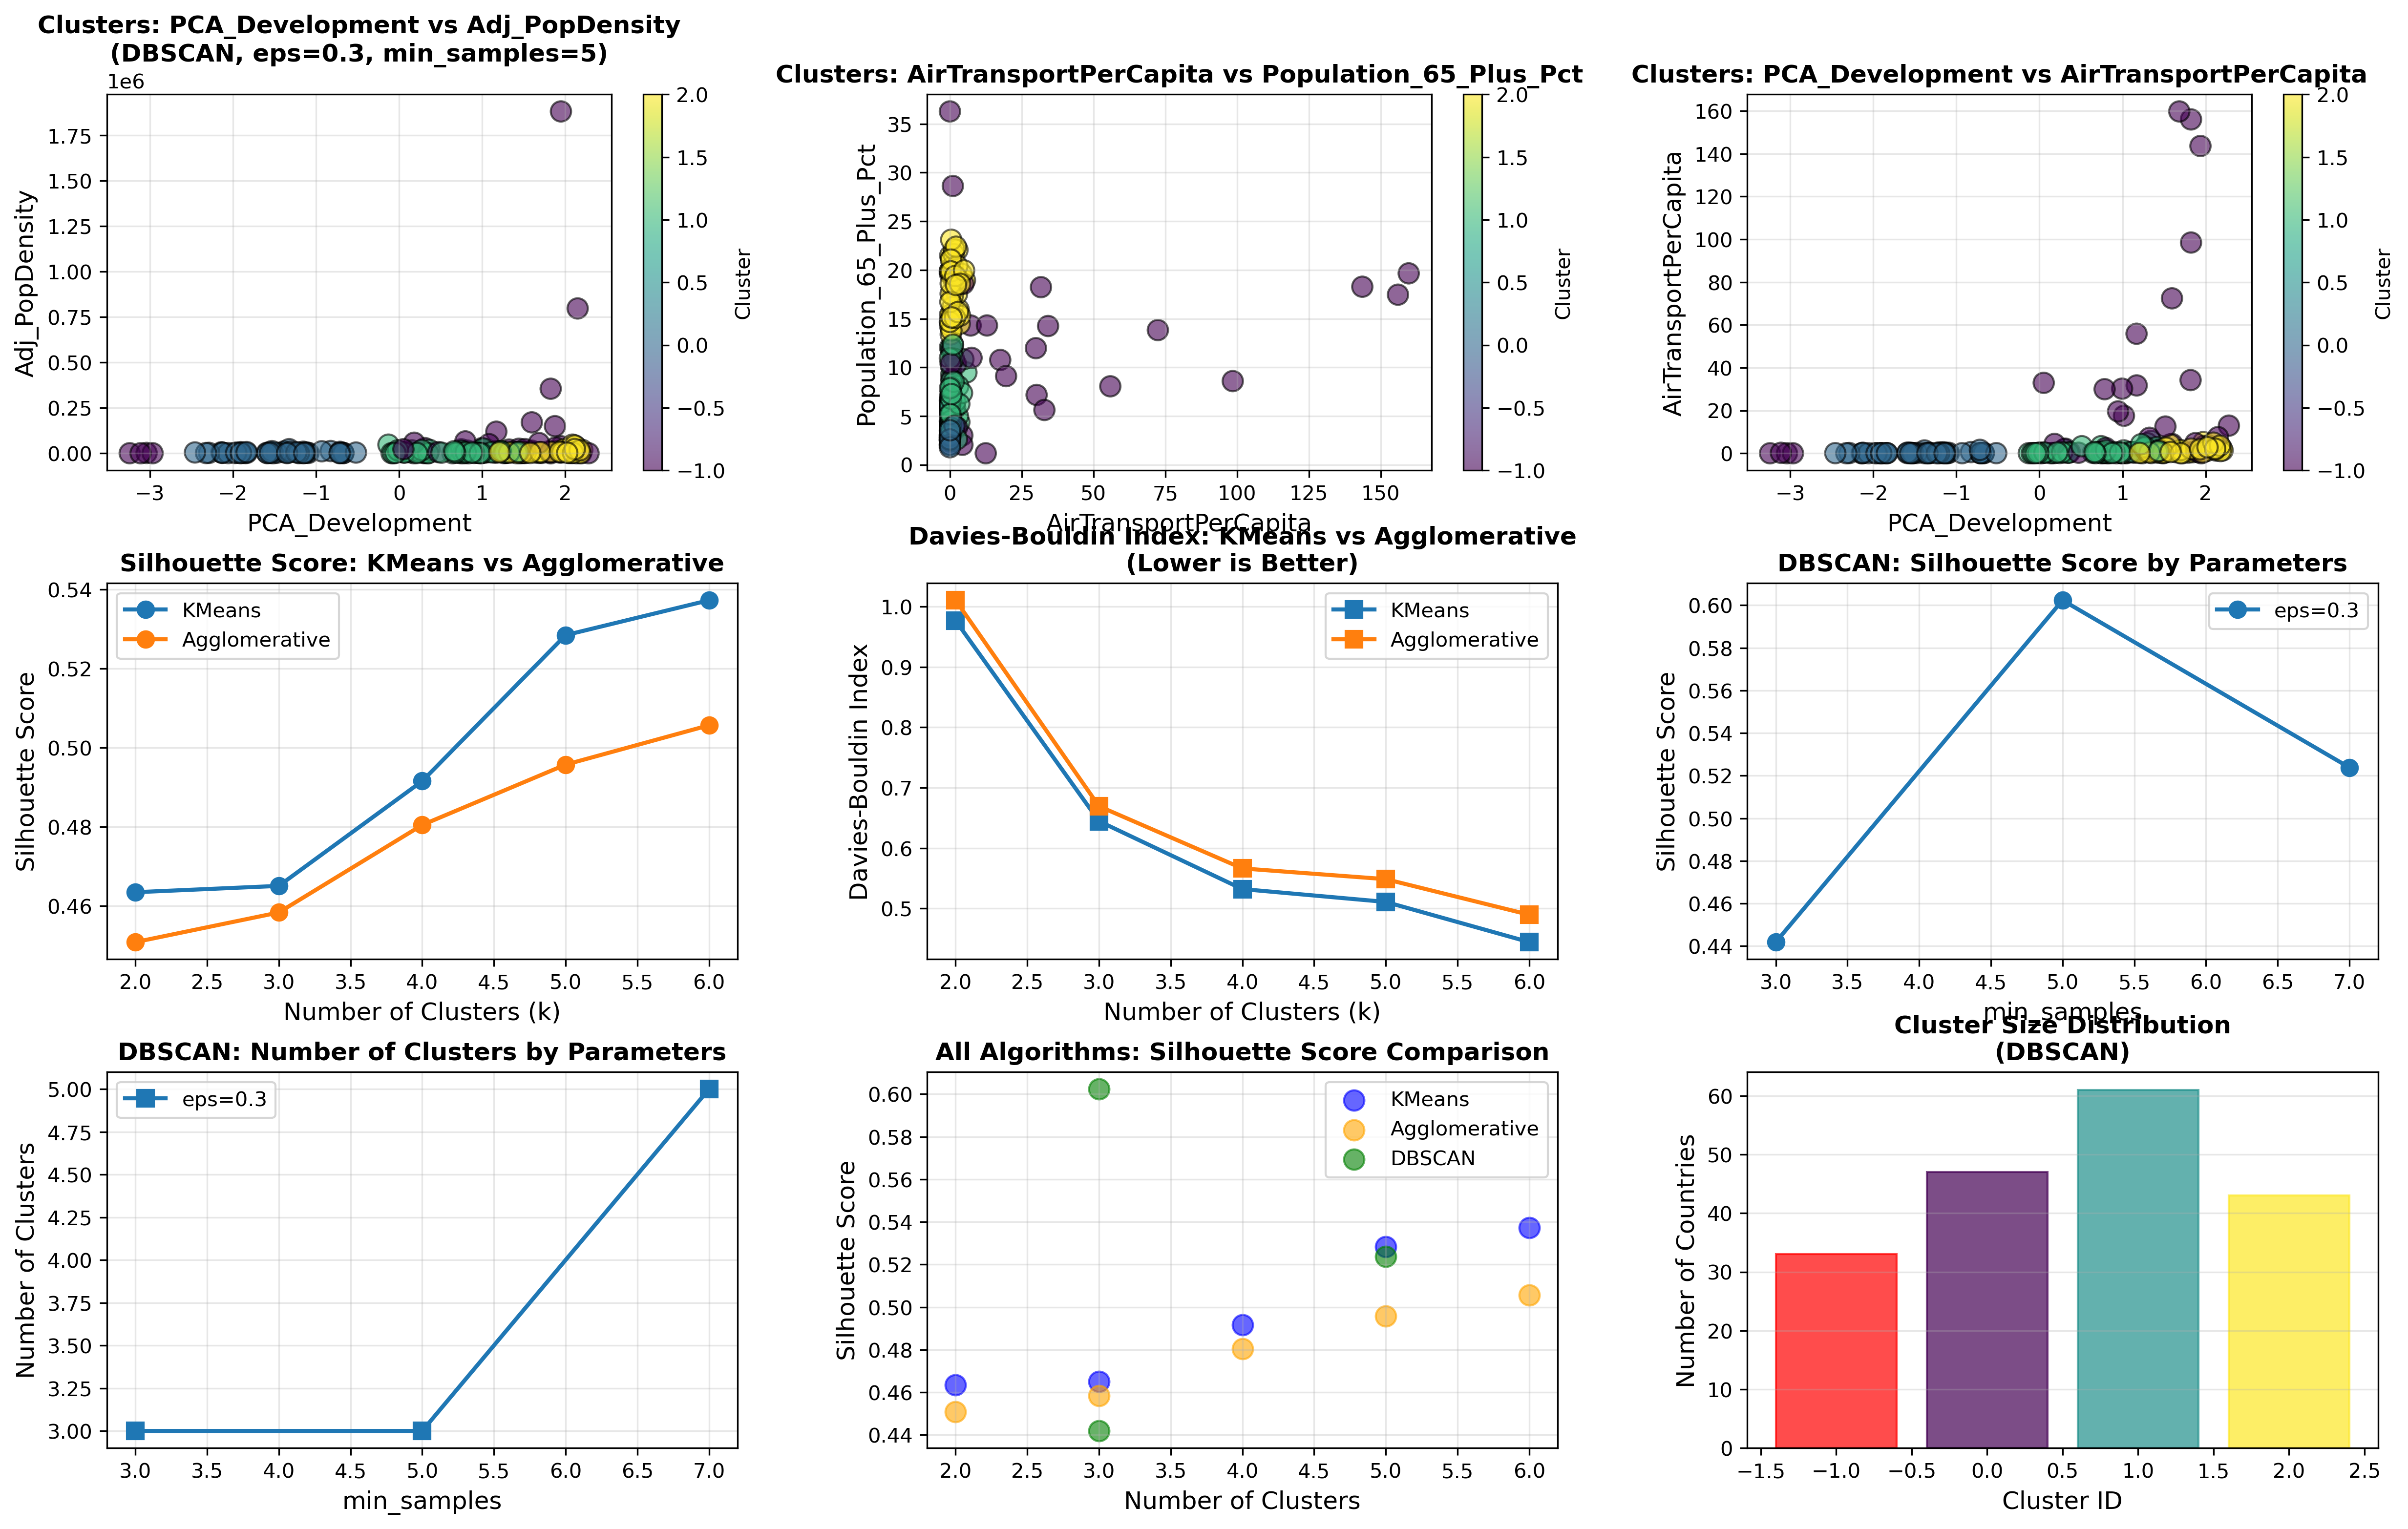 Clusters: PCA_Development vs Adj_PopDensity
(DBSCAN, eps=0.3, min_samples=5)
1e6
1.75
1.50
1.25
1.00
0.75
0.50
0.25
0.00
Adj_PopDensity
−3 −2 −1 0 1 2
PCA_Development
2.0
1.5
1.0
0.5
0.0
−0.5
−1.0
Cluster
Clusters: AirTransportPerCapita vs Population_65_Plus_Pct
35
30
25
20
15
10
5
0
Population_65_Plus_Pct
0 25 50 75 100 125 150
AirTransportPerCapita
2.0
1.5
1.0
0.5
0.0
−0.5
−1.0
Cluster
Clusters: PCA_Development vs AirTransportPerCapita
160
140
120
100
80
60
40
20
0
AirTransportPerCapita
−3 −2 −1 0 1 2
PCA_Development
2.0
1.5
1.0
0.5
0.0
−0.5
−1.0
Cluster
Silhouette Score: KMeans vs Agglomerative
KMeans
Agglomerative
0.54
0.52
0.50
0.48
0.46
Silhouette Score
2.0 2.5 3.0 3.5 4.0 4.5 5.0 5.5 6.0
Number of Clusters (k)
Davies-Bouldin Index: KMeans vs Agglomerative
(Lower is Better)
KMeans
Agglomerative
1.0
0.9
0.8
0.7
0.6
0.5
Davies-Bouldin Index
2.0 2.5 3.0 3.5 4.0 4.5 5.0 5.5 6.0
Number of Clusters (k)
DBSCAN: Silhouette Score by Parameters
eps=0.3
0.60
0.58
0.56
0.54
0.52
0.50
0.48
0.46
0.44
Silhouette Score
3.0 3.5 4.0 4.5 5.0 5.5 6.0 6.5 7.0
min_samples
DBSCAN: Number of Clusters by Parameters
eps=0.3
5.00
4.75
4.50
4.25
4.00
3.75
3.50
3.25
3.00
Number of Clusters
3.0 3.5 4.0 4.5 5.0 5.5 6.0 6.5 7.0
min_samples
All Algorithms: Silhouette Score Comparison
KMeans
Agglomerative
DBSCAN
0.60
0.58
0.56
0.54
0.52
0.50
0.48
0.46
0.44
Silhouette Score
2.0 2.5 3.0 3.5 4.0 4.5 5.0 5.5 6.0
Number of Clusters
Cluster Size Distribution
(DBSCAN)
60
50
40
30
20
10
0
Number of Countries
−1.5 −1.0 −0.5 0.0 0.5 1.0 1.5 2.0 2.5
Cluster ID